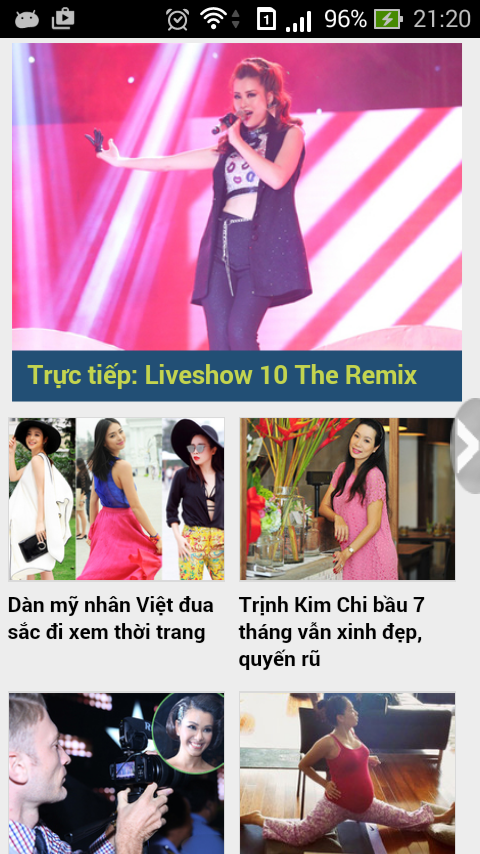 96%
21:20
Trực tiếp: Liveshow 10 The Remix
Dàn mỹ nhân Việt đua
sắc đi xem thời trang
Trịnh Kim Chi bầu 7
tháng vẫn xinh đẹp,
quyến rũ